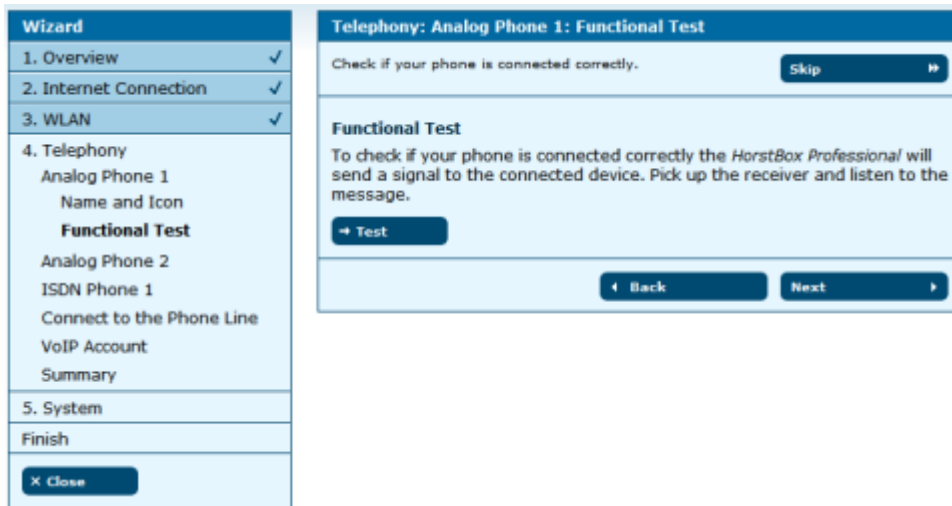 Wizard
1. Overview
2. Internet Connection
3. WLAN
4. Telephony
Analog Phone 1
Name and Icon
Functional Test
Analog Phone 2
ISDN Phone 1
Connect to the Phone Line
VoIP Account
Summary
5. System
Finish
Close
Telephony: Analog Phone 1: Functional Test
Check if your phone is connected correctly.
Skip
Functional Test
To check if your phone is connected correctly the HorstBox Professional will
send a signal to the connected device. Pick up the receiver and listen to the
message.
Test
Back
Next